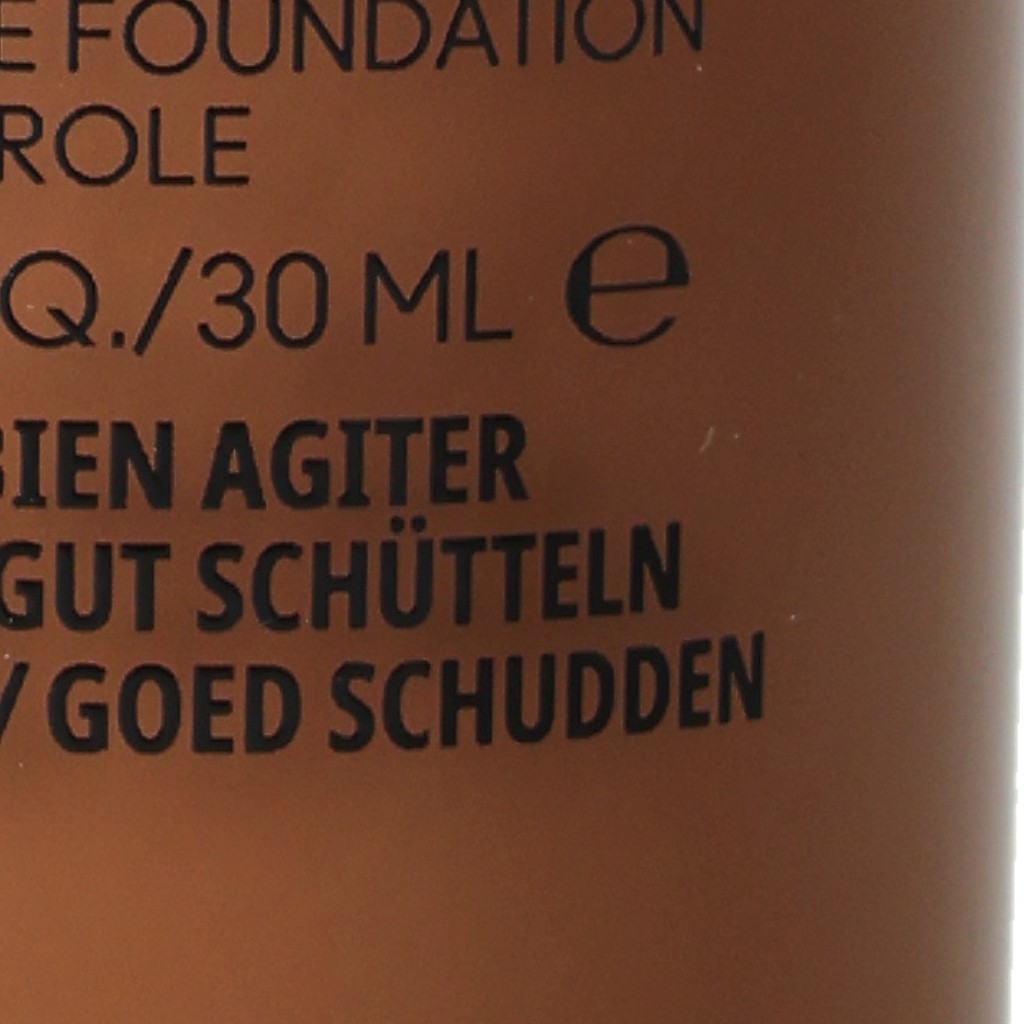 E FOUNDATION
ROLE
Q./30 ML ℮
BIEN AGITER
GUT SCHÜTTELN
/ GOED SCHUDDEN